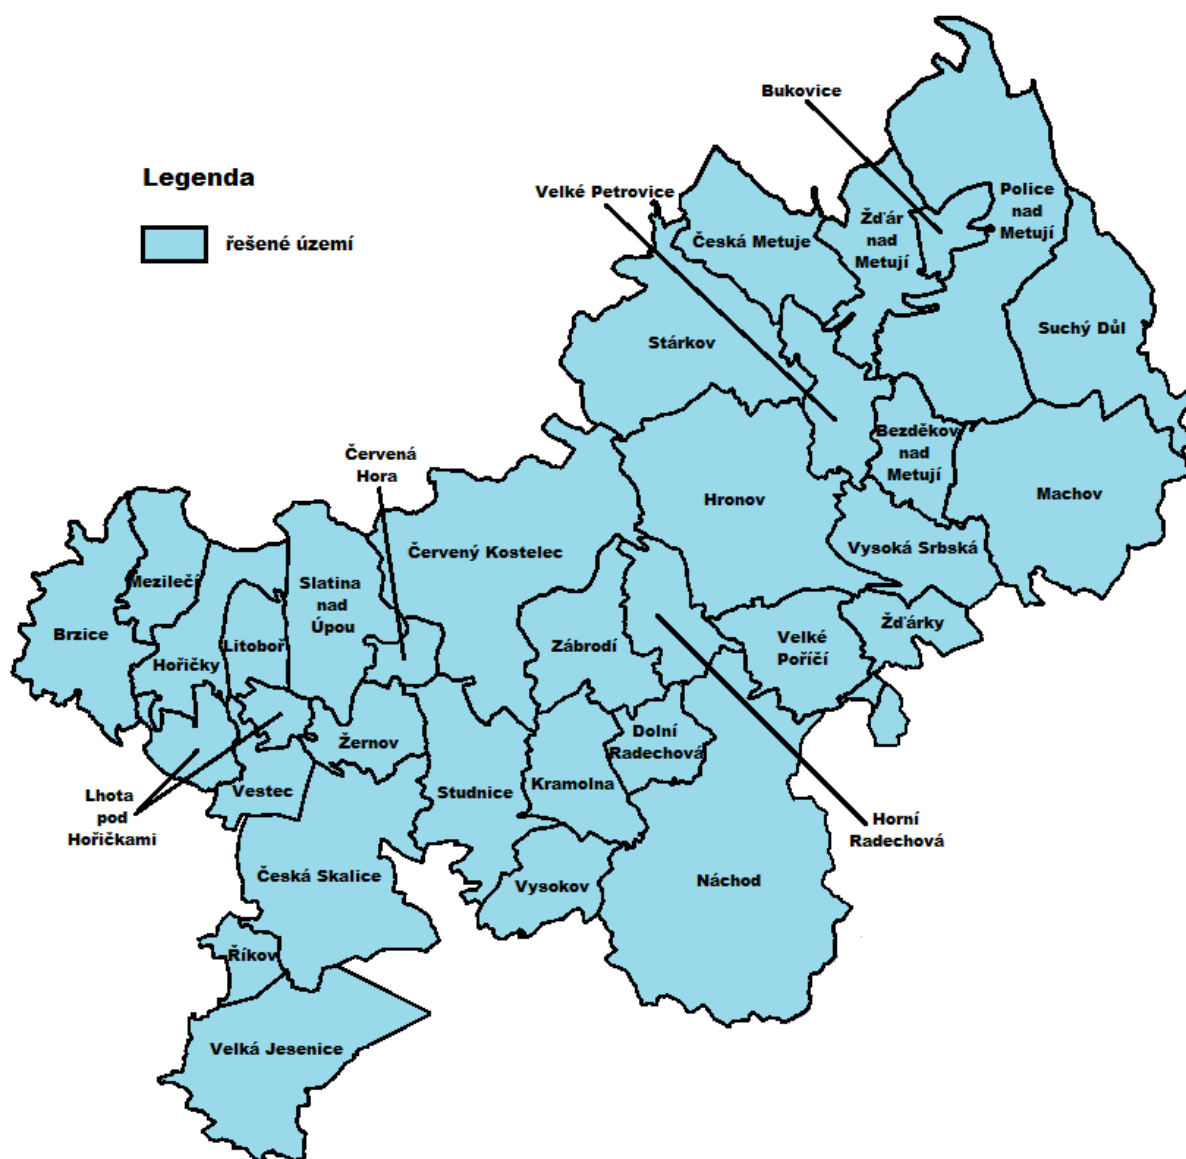 Bukovice
Legenda
Velké Petrovice
Police
nad
Metují
Žďár
nad
Metují
Česká Metuje
řešené území
Suchý Důl
Stárkov
Bezděkov
nad
Metují
Červená
Hora
Machov
Hronov
Vysoká Srbská
Červený Kostelec
Mezilečí
Slatina
nad
Úpou
Žďárky
Brzice
Litoboř
Zábrodí
Velké
Poříčí
Hořičky
Dolní
Radechová
Žernov
Kramolna
Vestec
Studnice
Lhota
pod
Hořičkami
Horní
Radechová
Česká Skalice
Vysokov
Náchod
Říkov
Velká Jesenice